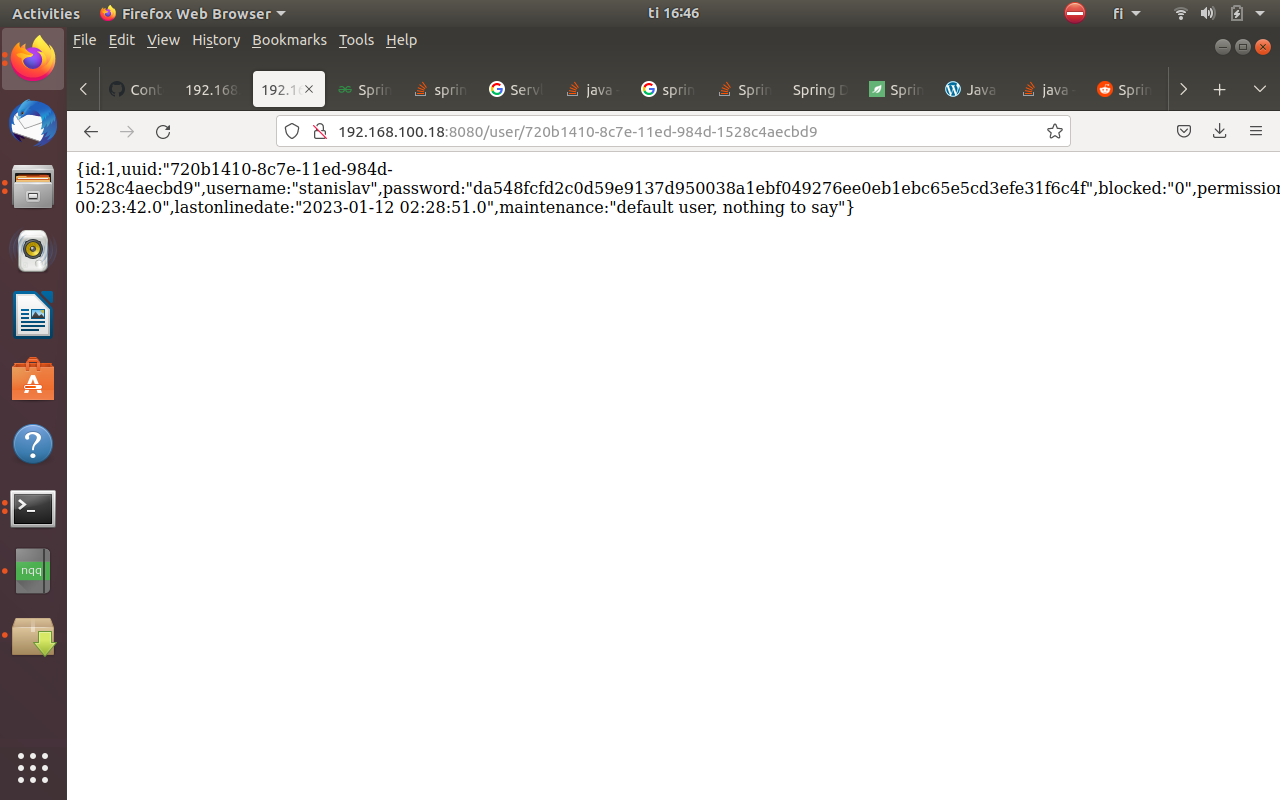 Activities Firefox Web Browser ti 16:46 fi
File Edit View History Bookmarks Tools Help
Cont 192.168 192.16 Sprin sprin Servl java - sprin Sprin Spring D Sprin Java java - Sprin
192.168.100.18:8080/user/720b1410-8c7e-11ed-984d-1528c4aecbd9
{id:1,uuid:"720b1410-8c7e-11ed-984d-
1528c4aecbd9",username:"stanislav",password:"da548fcfd2c0d59e9137d950038a1ebf049276ee0eb1ebc65e5cd3efe31f6c4f",blocked:"0",permission
00:23:42.0",lastonlinedate:"2023-01-12 02:28:51.0",maintenance:"default user, nothing to say"}
nqq